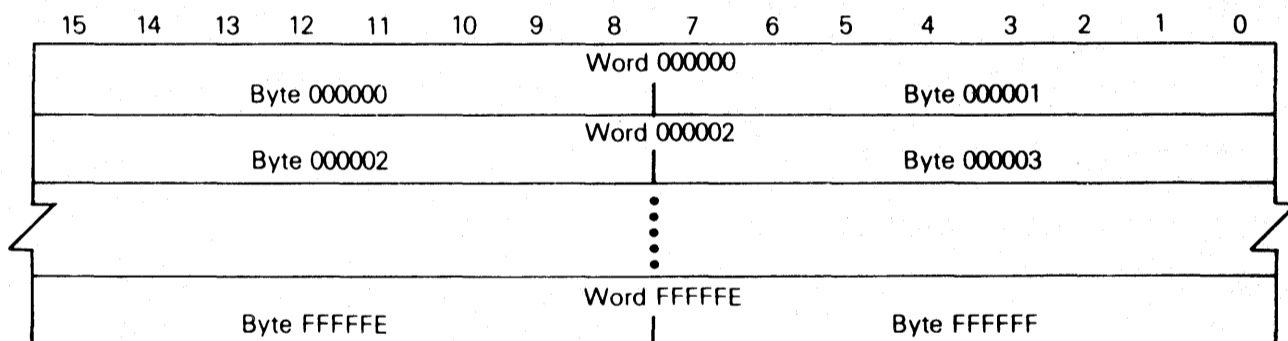 15 14 13 12 11 10 9 8 7 6 5 4 3 2 1 0
Word 000000
Byte 000000 Byte 000001
Word 000002
Byte 000002 Byte 000003
Word FFFFFE
Byte FFFFFE Byte FFFFFF